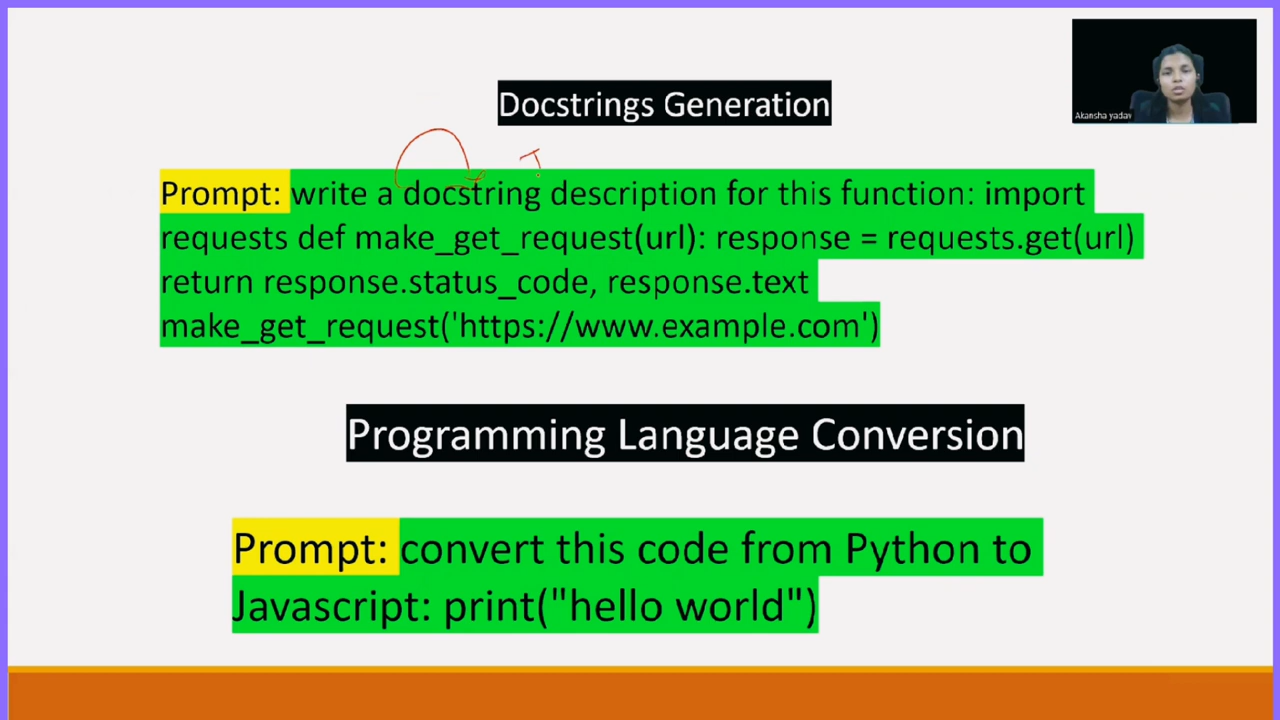 Docstrings Generation
Akansha yadav
Prompt: write a docstring description for this function: import
requests def make_get_request(url): response = requests.get(url)
return response.status_code, response.text
make_get_request('https://www.example.com')
Programming Language Conversion
Prompt: convert this code from Python to
Javascript: print("hello world")